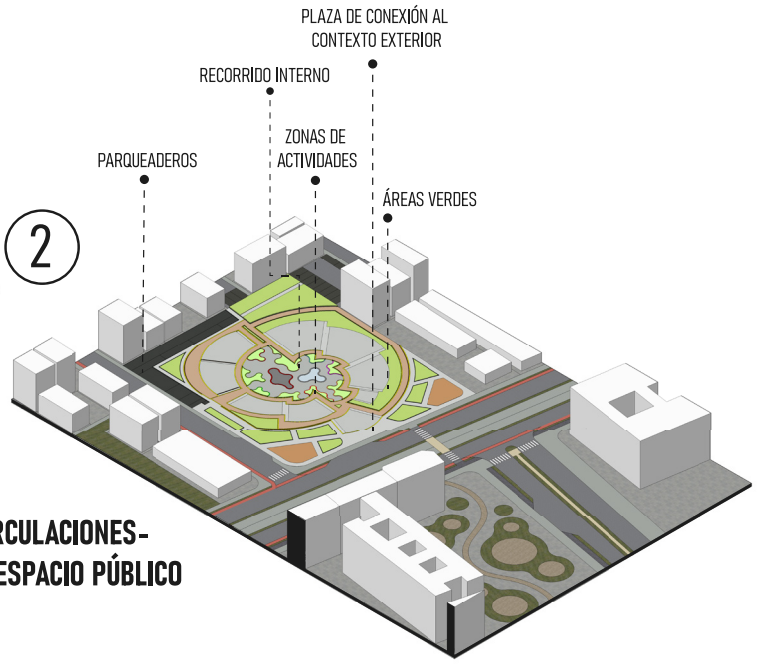 PLAZA DE CONEXIÓN AL
CONTEXTO EXTERIOR
RECORRIDO INTERNO
ZONAS DE
ACTIVIDADES
PARQUEADEROS
ÁREAS VERDES
2
RCULACIONES-
ESPACIO PÚBLICO